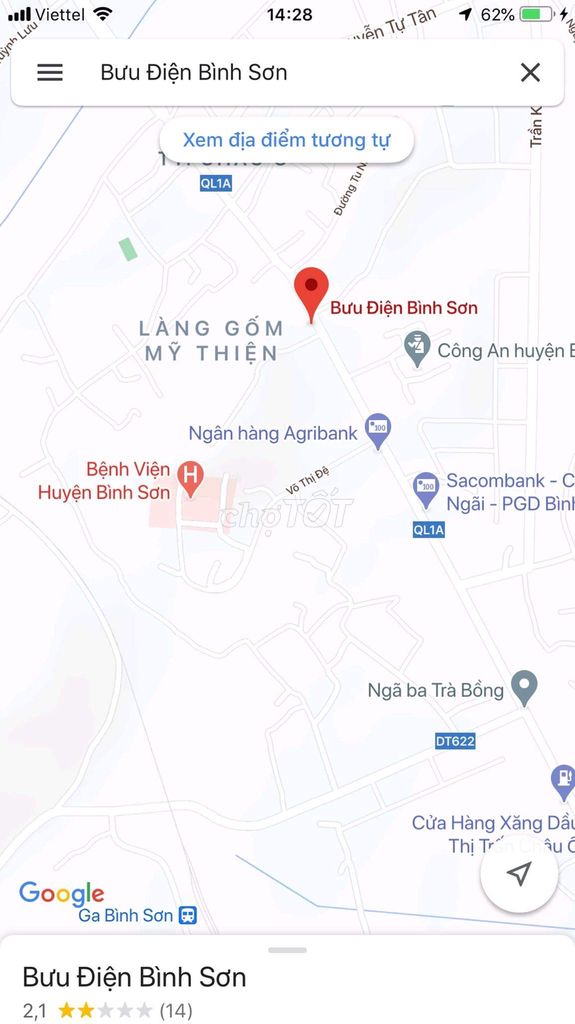 Viettel
14:28
62%
Huỳnh Lưu
Nguyễn Tự Tân
Bưu Điện Bình Sơn
Xem địa điểm tương tự
QL1A
Trần K
Bưu Điện Bình Sơn
LÀNG GỐM
MỸ THIỆN
Công An huyện B
Ngân hàng Agribank
Bệnh Viện
Huyện Bình Sơn
Võ Thị Đệ
Sacombank - C
Ngãi - PGD Bình
chợTỐT
QL1A
Ngã ba Trà Bồng
DT622
Cửa Hàng Xăng Dầu
Thị Trấn Châu Ổ
Google
Ga Bình Sơn
Bưu Điện Bình Sơn
2,1
(14)